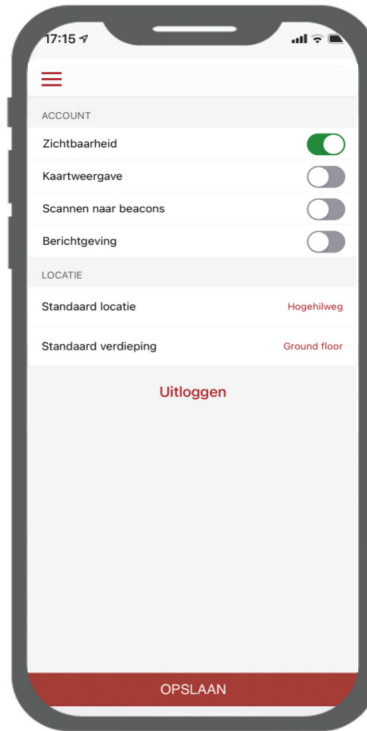 17:15
ACCOUNT
Zichtbaarheid
Kaartweergave
Scannen naar beacons
Berichtgeving
LOCATIE
Standaard locatie Hogehilweg
Standaard verdieping Ground floor
Uitloggen
OPSLAAN